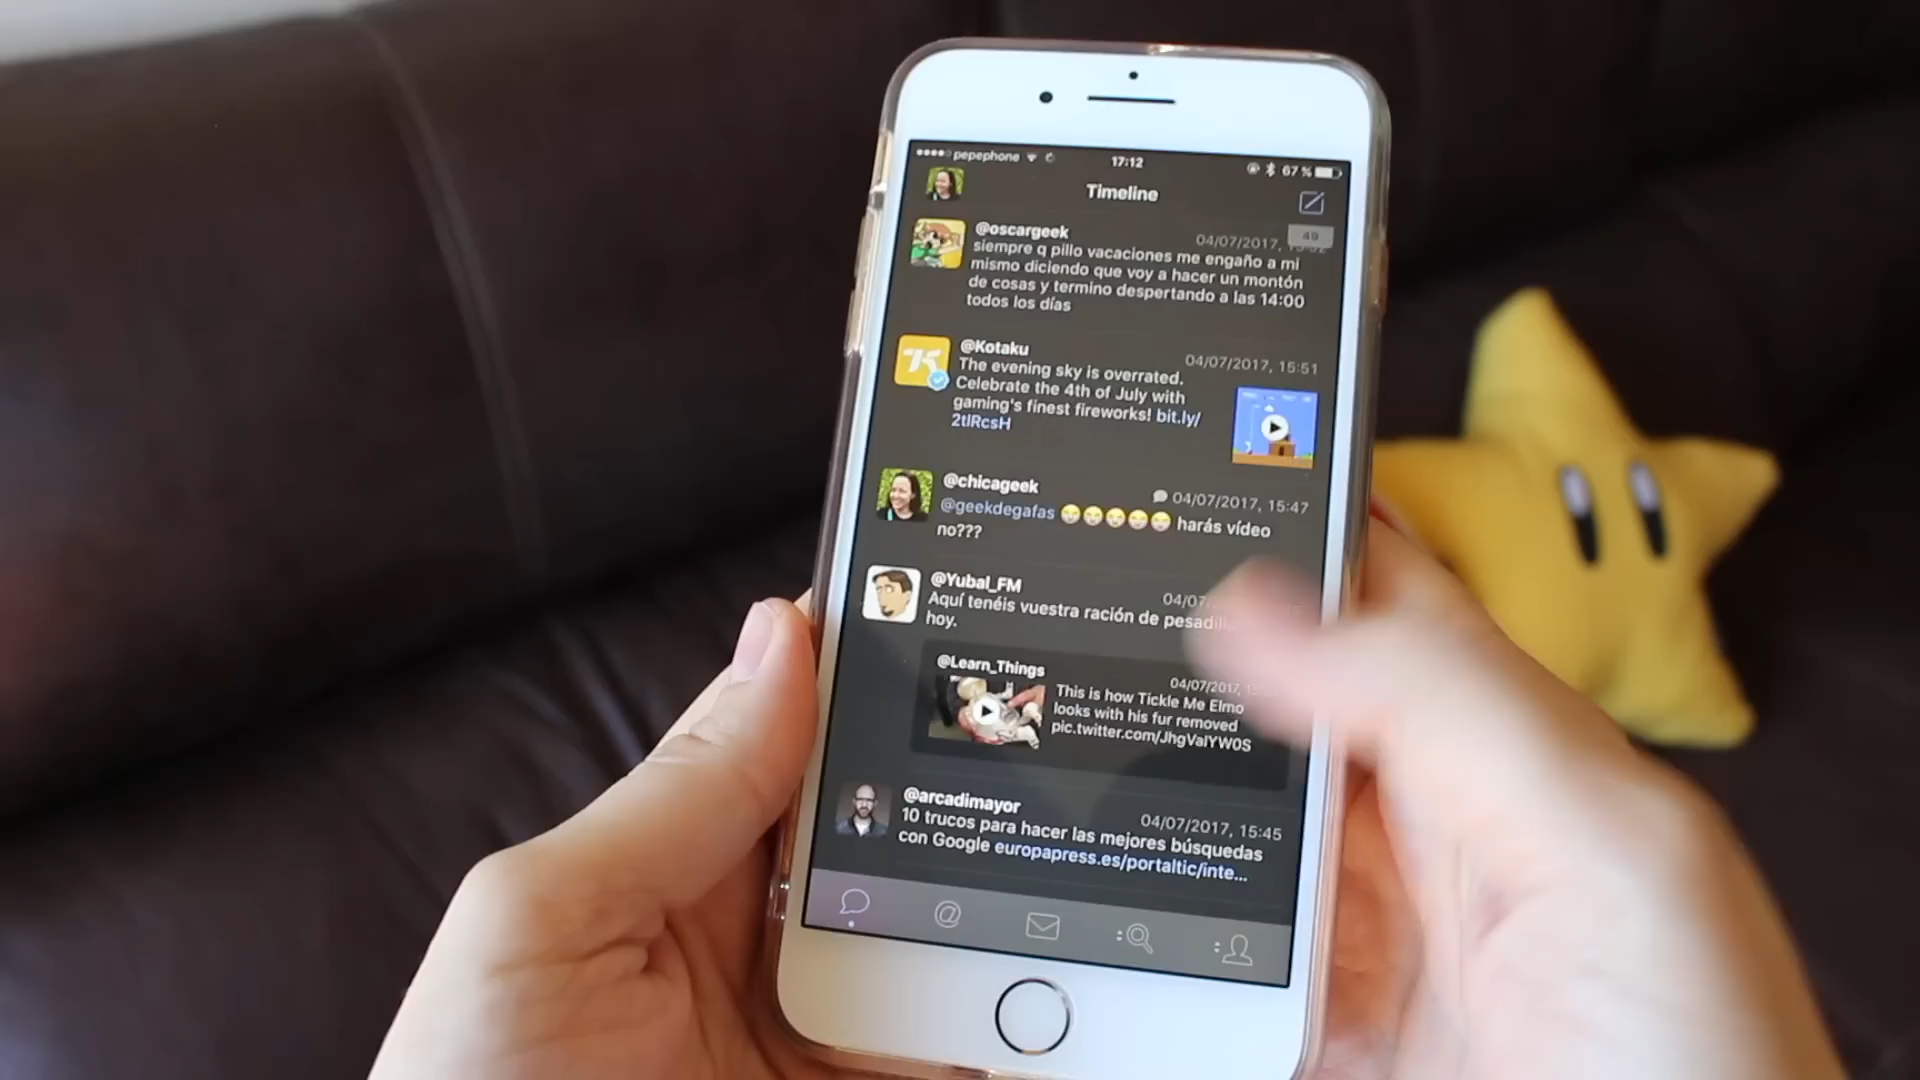 pepephone 17:12 67 %
Timeline
49
@oscargeek 04/07/2017,
siempre q pillo vacaciones me engaño a mi
mismo diciendo que voy a hacer un montón
de cosas y termino despertando a las 14:00
todos los días
@Kotaku 04/07/2017, 15:51
The evening sky is overrated.
Celebrate the 4th of July with
gaming's finest fireworks! bit.ly/
2tlRcsH
@chicageek 04/07/2017, 15:47
@geekdegafas 😂😂😂😂😂 harás vídeo
no???
@Yubal_FM 04/07
Aquí tenéis vuestra ración de
hoy.
@Learn_Things 04/07/2017,
This is how Tickle Me Elmo
looks with his fur removed
pic.twitter.com/JhgValYW0S
@arcadimayor 04/07/2017, 15:45
10 trucos para hacer las mejores búsquedas
con Google europapress.es/portaltic/inte...